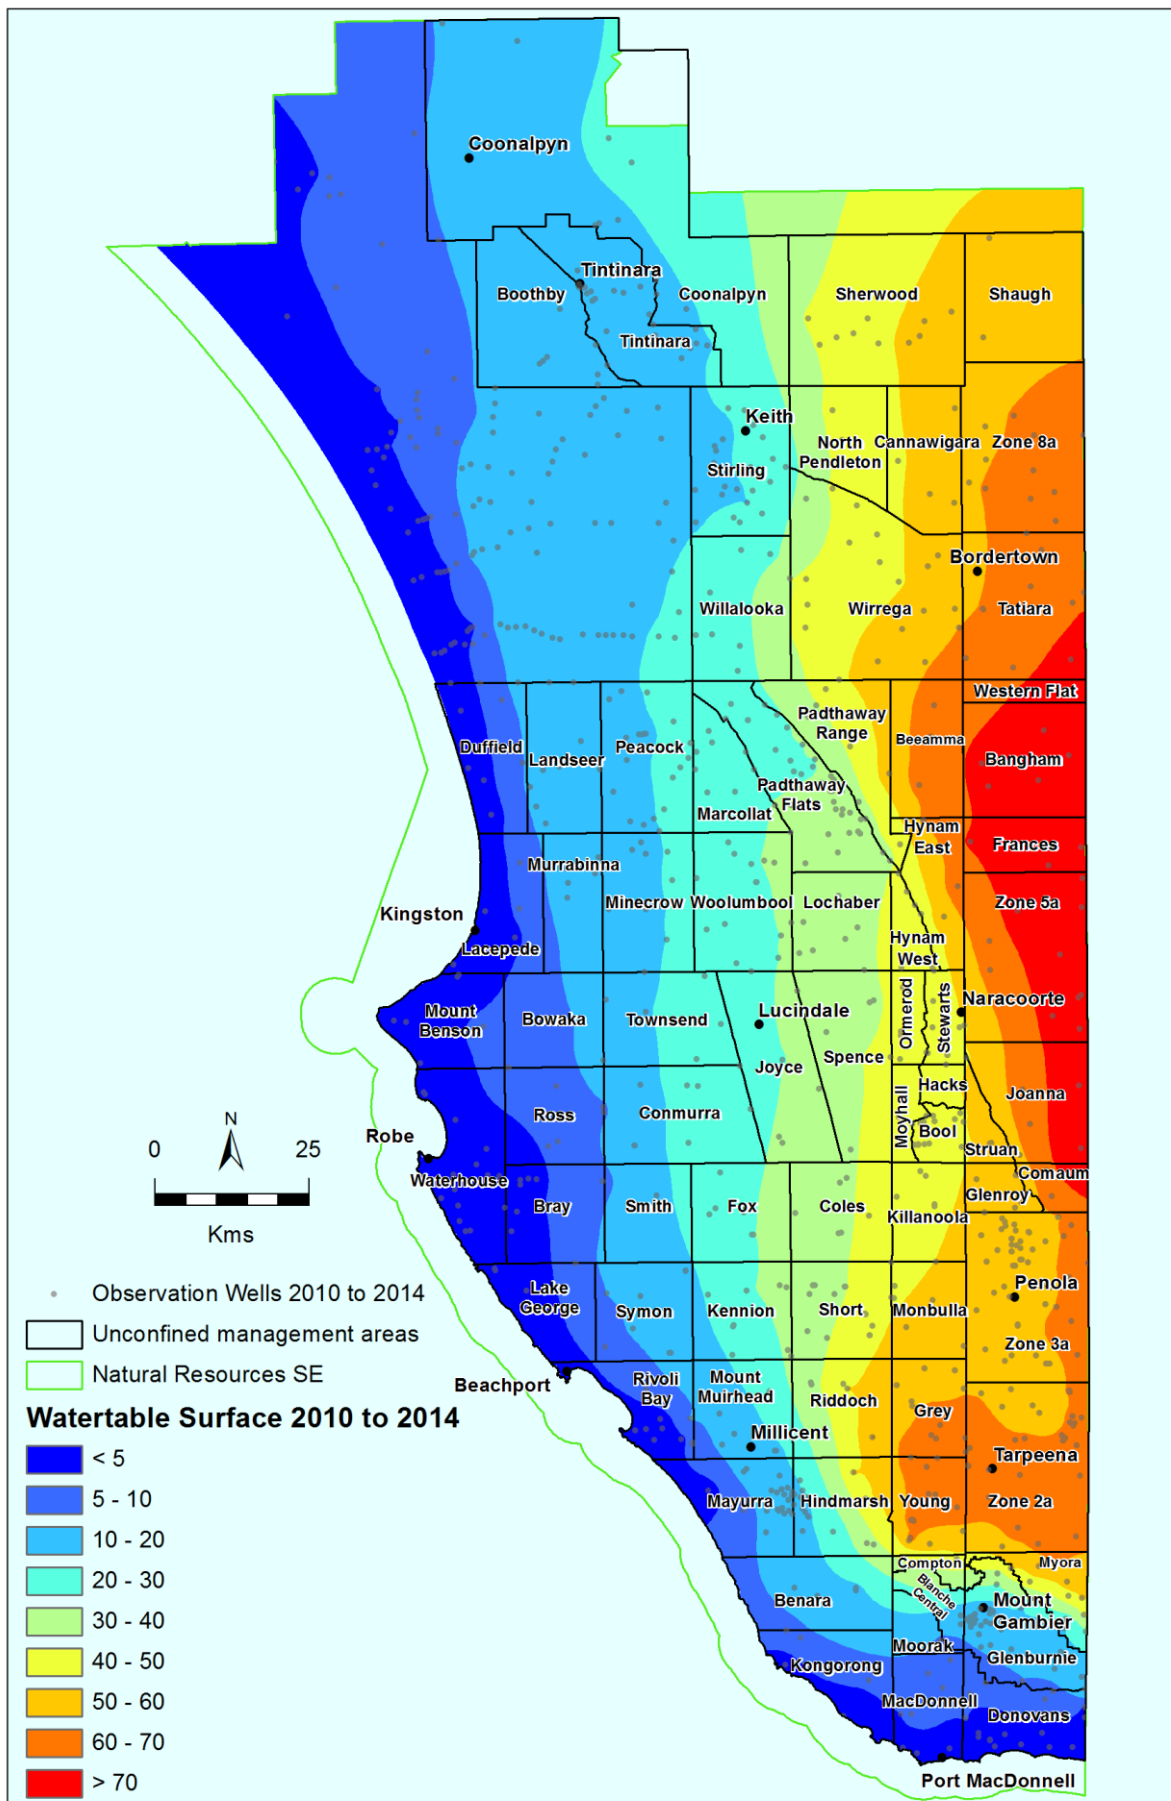 Coonalpyn
Tintinara
Boothby
Coonalpyn
Sherwood
Shaugh
Tintinara
Keith
North
Pendleton
Cannawigara
Zone 8a
Stirling
Bordertown
Willalooka
Wirrega
Tatiara
Western Flat
Padthaway
Range
Beeamma
Duffield
Landseer
Peacock
Bangham
Padthaway
Flats
Marcollat
Hynam
East
Frances
Murrabinna
Minecrow
Woolumbool
Lochaber
Zone 5a
Kingston
Lacepede
Hynam
West
Naracoorte
Mount
Benson
Bowaka
Townsend
Lucindale
Ormerod
Stewarts
Spence
Joyce
Hacks
Joanna
Ross
Conmurra
Moyhall
Bool
N
0
25
Kms
Robe
Struan
Comaum
Waterhouse
Glenroy
Bray
Smith
Fox
Coles
Killanoola
Penola
Lake
George
Symon
Kennion
Short
Monbulla
Zone 3a
Beachport
Rivoli
Bay
Mount
Muirhead
Riddoch
Grey
Millicent
Tarpeena
Mayurra
Hindmarsh
Young
Zone 2a
Compton
Myora
Blanche
Central
Benara
Mount
Gambier
Moorak
Glenburnie
Kongorong
MacDonnell
Donovans
Port MacDonnell
Observation Wells 2010 to 2014
Unconfined management areas
Natural Resources SE
Watertable Surface 2010 to 2014
< 5
5 - 10
10 - 20
20 - 30
30 - 40
40 - 50
50 - 60
60 - 70
> 70